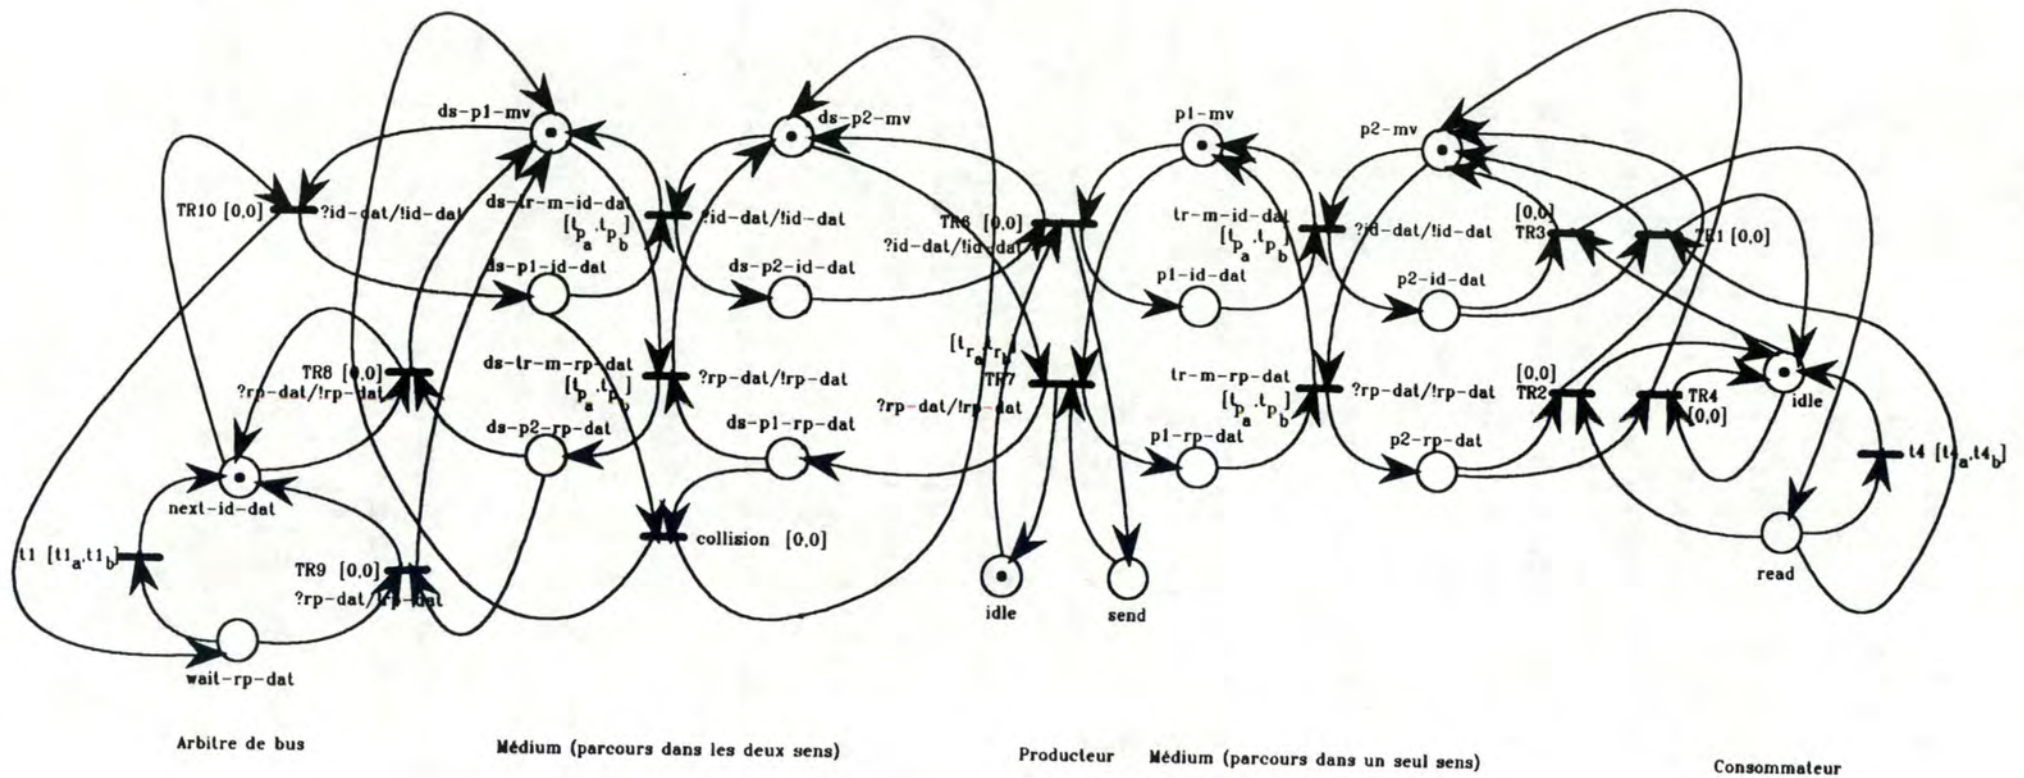 ds-p1-mv
ds-p2-mv
p1-mv
p2-mv
TR10 [0,0]
?id-dat/!id-dat
ds-tr-m-id-dat
[tpa,tpb]
?id-dat/!id-dat
TR6 [0,0]
?id-dat/!id-dat
tr-m-id-dat
[tpa,tpb]
?id-dat/!id-dat
[0,0]
TR3
TR1 [0,0]
ds-p1-id-dat
ds-p2-id-dat
p1-id-dat
p2-id-dat
TR8 [0,0]
?rp-dat/!rp-dat
ds-tr-m-rp-dat
[tpa,tpb]
?rp-dat/!rp-dat
[tra,trb]
TR7
?rp-dat/!rp-dat
tr-m-rp-dat
[tpa,tpb]
?rp-dat/!rp-dat
[0,0]
TR2
TR4
[0,0]
idle
ds-p2-rp-dat
ds-p1-rp-dat
p1-rp-dat
p2-rp-dat
t4 [t4a,t4b]
next-id-dat
t1 [t1a,t1b]
TR9 [0,0]
?rp-dat/!rp-dat
collision [0,0]
idle
send
read
wait-rp-dat
Arbitre de bus
Médium (parcours dans les deux sens)
Producteur
Médium (parcours dans un seul sens)
Consommateur